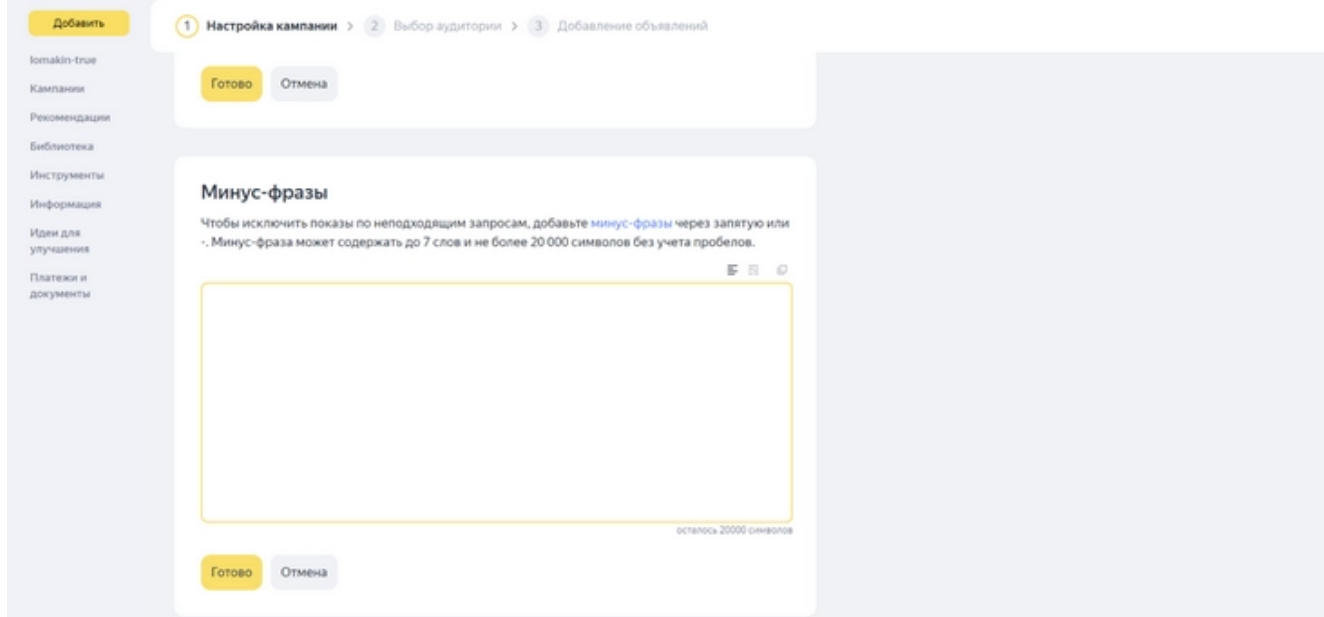 Добавить
1 Настройка кампании > 2 Выбор аудитории > 3 Добавление объявлений
lomakin-true
Кампании
Рекомендации
Библиотека
Инструменты
Информация
Идеи для
улучшения
Платежи и
документы
Готово Отмена
Минус-фразы
Чтобы исключить показы по неподходящим запросам, добавьте минус-фразы через запятую или
-. Минус-фраза может содержать до 7 слов и не более 20 000 символов без учета пробелов.
осталось 20000 символов
Готово Отмена